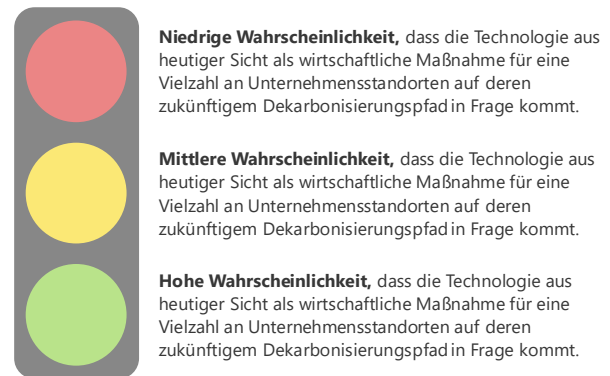 Niedrige Wahrscheinlichkeit, dass die Technologie aus
heutiger Sicht als wirtschaftliche Maßnahme für eine
Vielzahl an Unternehmensstandorten auf deren
zukünftigem Dekarbonisierungspfad in Frage kommt.
Mittlere Wahrscheinlichkeit, dass die Technologie aus
heutiger Sicht als wirtschaftliche Maßnahme für eine
Vielzahl an Unternehmensstandorten auf deren
zukünftigem Dekarbonisierungspfad in Frage kommt.
Hohe Wahrscheinlichkeit, dass die Technologie aus
heutiger Sicht als wirtschaftliche Maßnahme für eine
Vielzahl an Unternehmensstandorten auf deren
zukünftigem Dekarbonisierungspfad in Frage kommt.